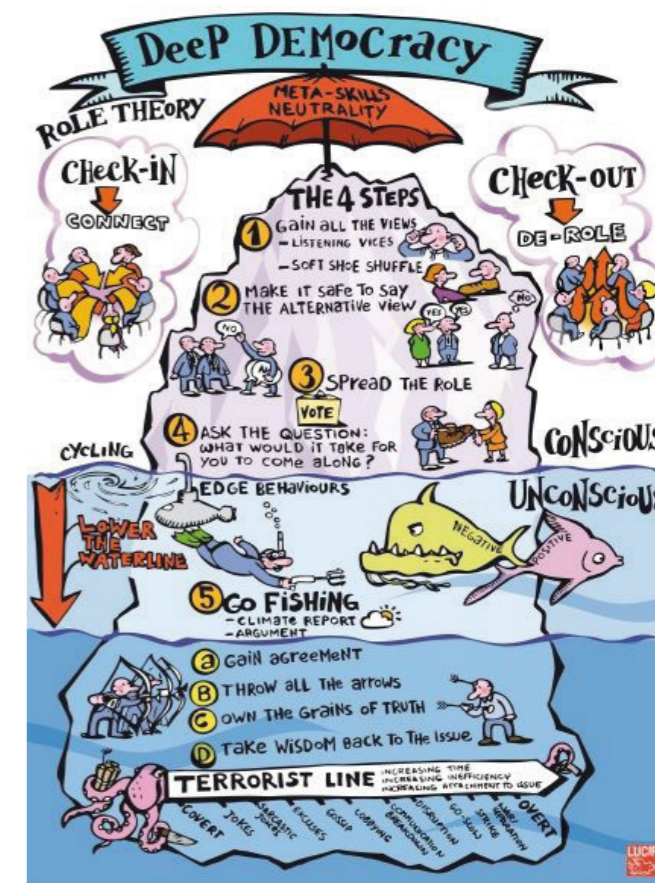 DeeP DEMOCRacy
ROLE THEORY
META-SKILLS
NEUTRALITY
CHeCK-iN
CONNECT
CHeCK-OUT
DE-ROLE
THE 4 STEPS
1 Gain all THE VIEWS
- LISTENING VICES
- SOFT SHOE SHUFFLE
2 Make iT SaFe TO Say
THE ALTERNaTiVe VIEW
YES YES NO
NO
N
3 SPReaD THE ROLE
VOTE
4 ASK THE QUESTION:
WHAT WOULD iT TaKe FOR
YOU TO COMe aLONG?
CYCLING
CONSCIOUS
EDGE BEHAVIOURS
UNCONSCIOUS
LOWER
THE
WATERLINE
NEGATIVE
POSITIVE
5 GO FISHING
- CLIMATE REPORT
- ARGUMENT
a GaiN aGREEMENT
B THROW all THE aRROWS
C OWN THE GRaiNS OF TRUTH
D TaKe WISDOM BaCK TO THe ISSUe
TERRORIST LINE
INCREASING TIME
INCREASING INEFFICIENCY
INCREASING ATTACHMENT TO ISSUE
COVERT
JOKES
SARCASTIC
JOKES
EXCUSES
GOSSIP
LOBBYING
COMMUNICATION
BREAKDOWN
DISRUPTION
GO-SLOW
STRIKE
WAR
SEPARATION
OVERT